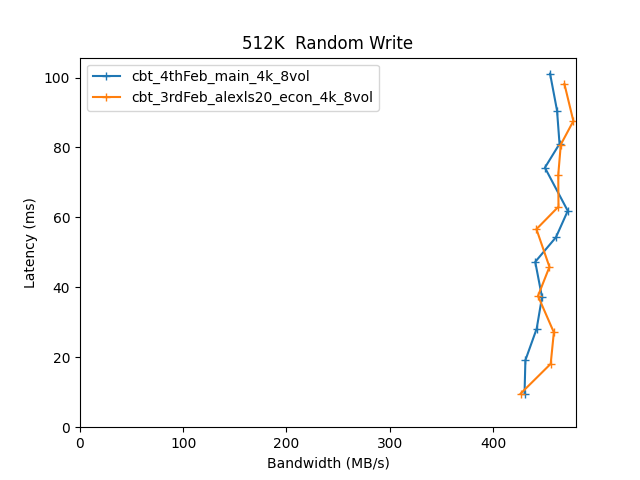 512K  Random Write
cbt_4thFeb_main_4k_8vol
cbt_3rdFeb_alexls20_econ_4k_8vol
Latency (ms)
100
80
60
40
20
0
0 100 200 300 400
Bandwidth (MB/s)